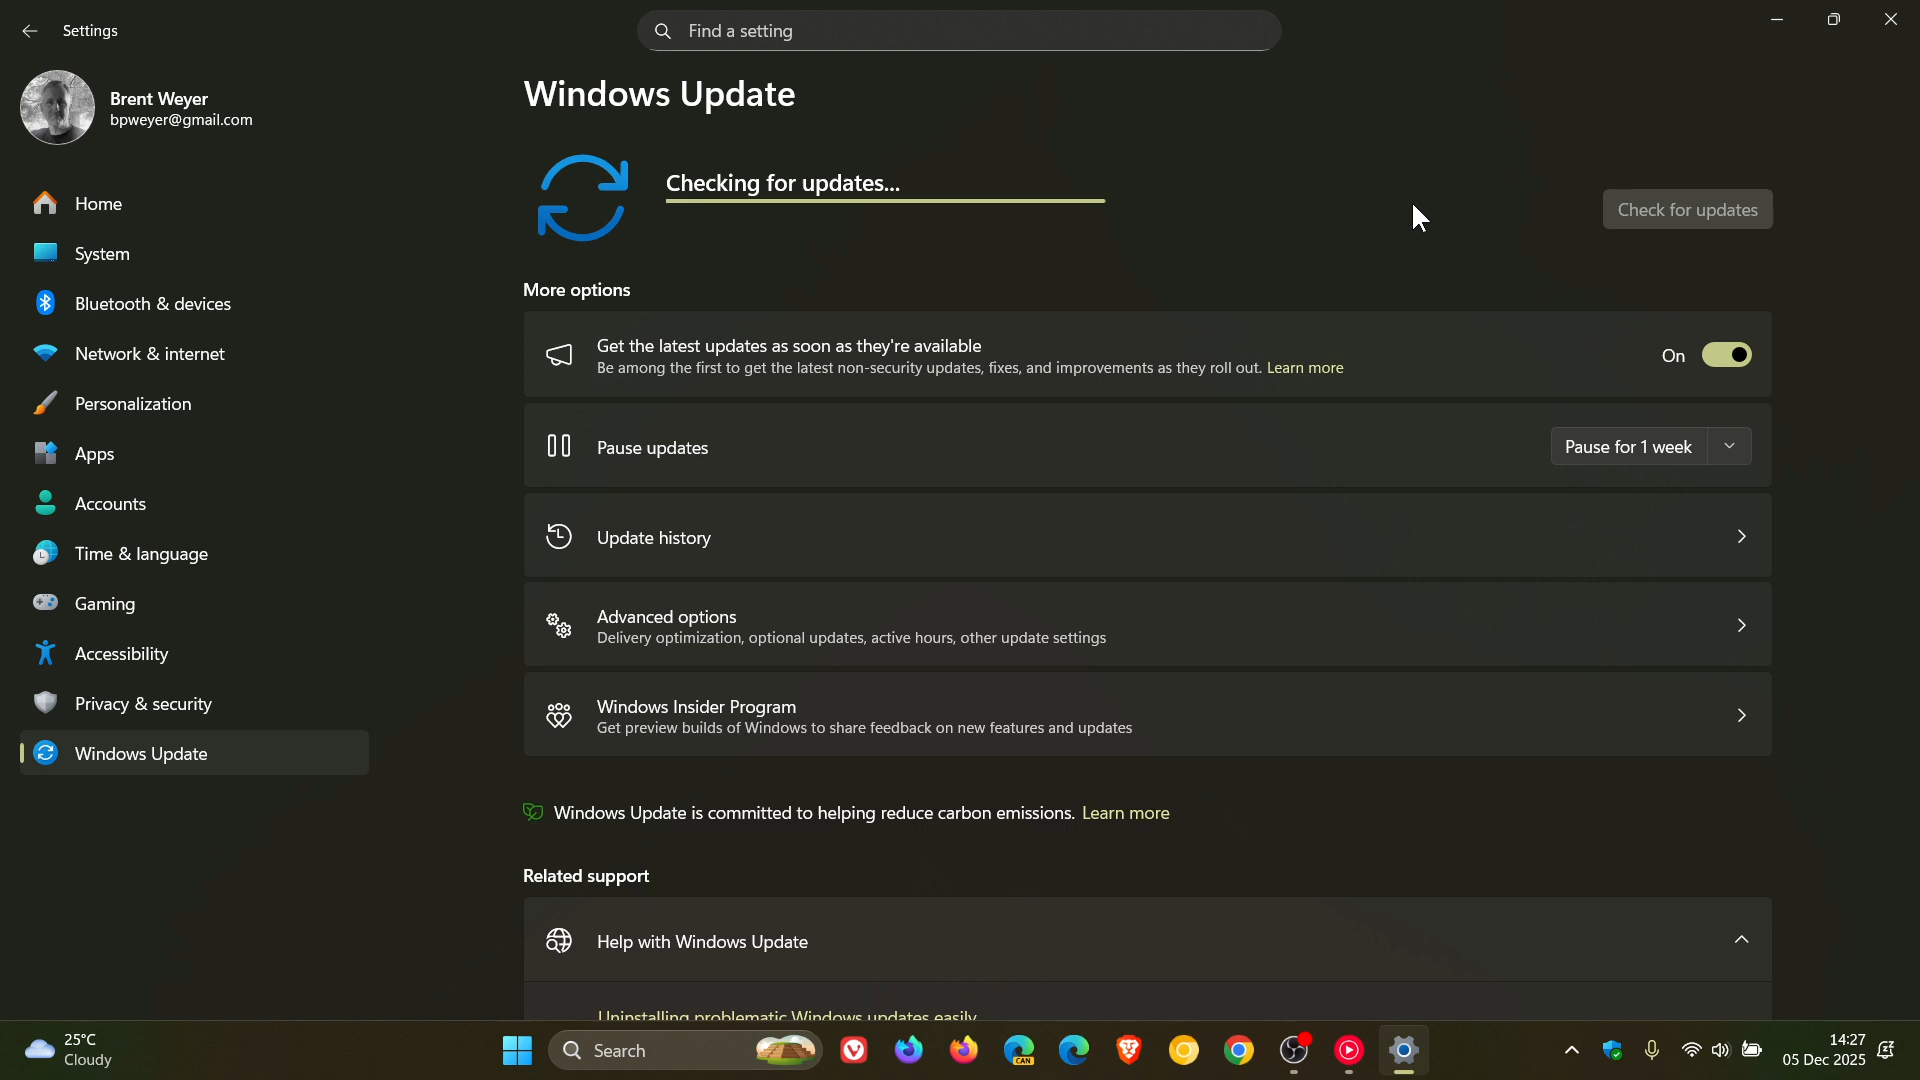 Settings
Find a setting
Brent Weyer
bpweyer@gmail.com
Home
System
Bluetooth & devices
Network & internet
Personalization
Apps
Accounts
Time & language
Gaming
Accessibility
Privacy & security
Windows Update
Windows Update
Checking for updates...
Check for updates
More options
Get the latest updates as soon as they're available
Be among the first to get the latest non-security updates, fixes, and improvements as they roll out. Learn more
On
Pause updates
Pause for 1 week
Update history
Advanced options
Delivery optimization, optional updates, active hours, other update settings
Windows Insider Program
Get preview builds of Windows to share feedback on new features and updates
Windows Update is committed to helping reduce carbon emissions. Learn more
Related support
Help with Windows Update
Uninstalling problematic Windows updates easily
25°C
Cloudy
Search
CAN
14:27
05 Dec 2025